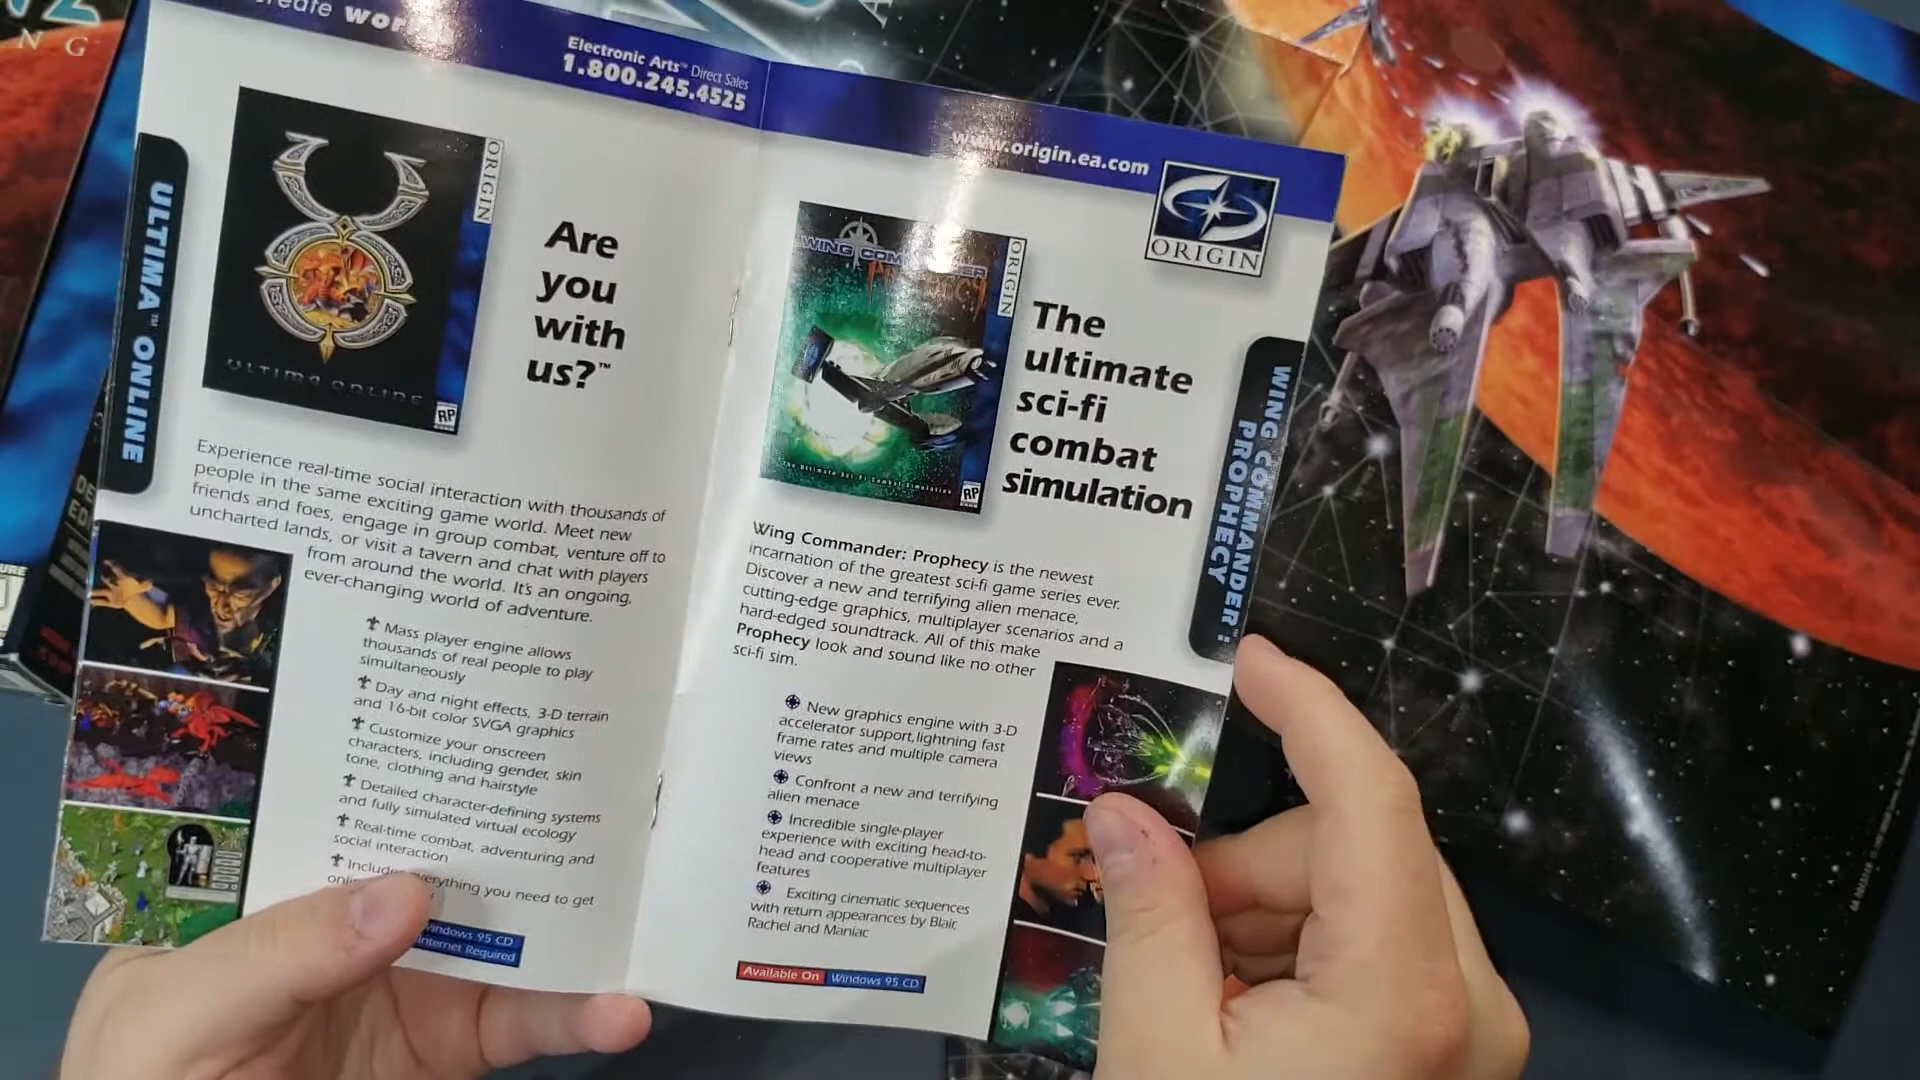 create wor
Electronic Arts™ Direct Sales
1.800.245.4525
ULTIMA™ ONLINE
ORIGIN
ULTIMA ONLINE
RP
Are
you
with
us?™
Experience real-time social interaction with thousands of
people in the same exciting game world. Meet new
friends and foes, engage in group combat, venture off to
uncharted lands, or visit a tavern and chat with players
from around the world. It's an ongoing,
ever-changing world of adventure.
Mass player engine allows
thousands of real people to play
simultaneously
Day and night effects, 3-D terrain
and 16-bit color SVGA graphics
Customize your onscreen
characters, including gender, skin
tone, clothing and hairstyle
Detailed character-defining systems
and fully simulated virtual ecology
Real-time combat, adventuring and
social interaction
Includes everything you need to get
Windows 95 CD
Internet Required
www.origin.ea.com
ORIGIN
WING COMMANDER
PROPHECY
ORIGIN
The Ultimate Sci-Fi Combat Simulation
RP
The
ultimate
sci-fi
combat
simulation
WING COMMANDER™:
PROPHECY
Wing Commander: Prophecy is the newest
incarnation of the greatest sci-fi game series ever.
Discover a new and terrifying alien menace,
cutting-edge graphics, multiplayer scenarios and a
hard-edged soundtrack. All of this make
Prophecy look and sound like no other
sci-fi sim.
New graphics engine with 3-D
accelerator support, lightning fast
frame rates and multiple camera
views
Confront a new and terrifying
alien menace
Incredible single-player
experience with exciting head-to-
head and cooperative multiplayer
features
Exciting cinematic sequences
with return appearances by Blair,
Rachel and Maniac
Available On Windows 95 CD